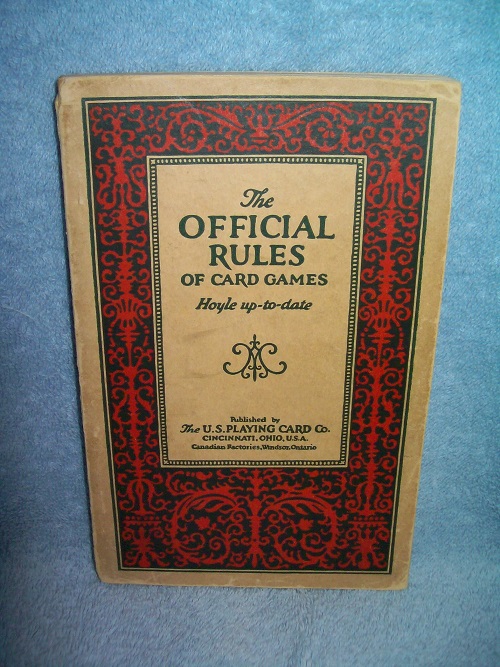 The
OFFICIAL
RULES
OF CARD GAMES
Hoyle up-to-date
Published by
The U.S. PLAYING CARD Co.
CINCINNATI, OHIO, U.S.A.
Canadian Factories, Windsor, Ontario